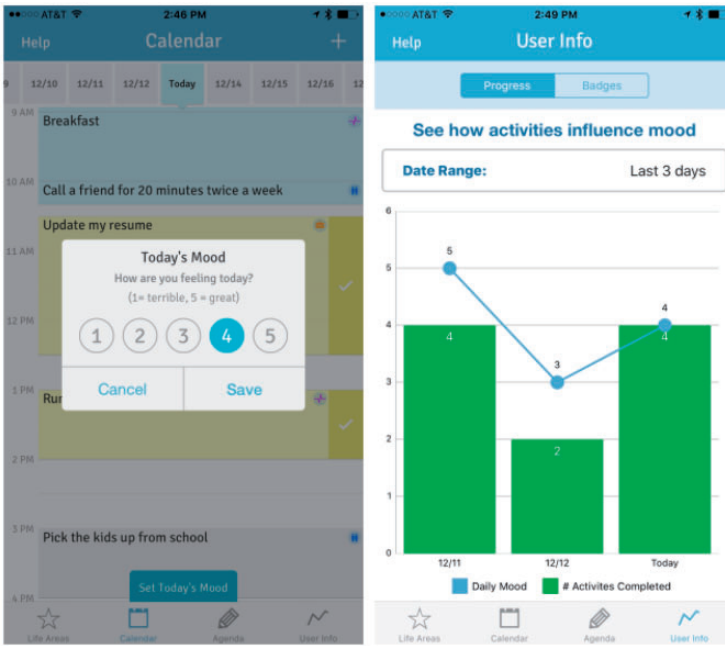 AT&T 2:46 PM
Help Calendar +
9 12/10 12/11 12/12 Today 12/14 12/15 12/16 12
9 AM
Breakfast
10 AM
Call a friend for 20 minutes twice a week
Update my resume
11 AM
Today's Mood
How are you feeling today?
(1= terrible, 5 = great)
12 PM
1 2 3 4 5
Cancel Save
1 PM
Rur
2 PM
3 PM
Pick the kids up from school
Set Today's Mood
4 PM
Life Areas Calendar Agenda User Info
AT&T 2:49 PM
Help User Info
Progress Badges
See how activities influence mood
Date Range: Last 3 days
6
5
5
4
4
4
4
3
3
2
2
1
0
12/11 12/12 Today
Daily Mood # Activites Completed
Life Areas Calendar Agenda User Info